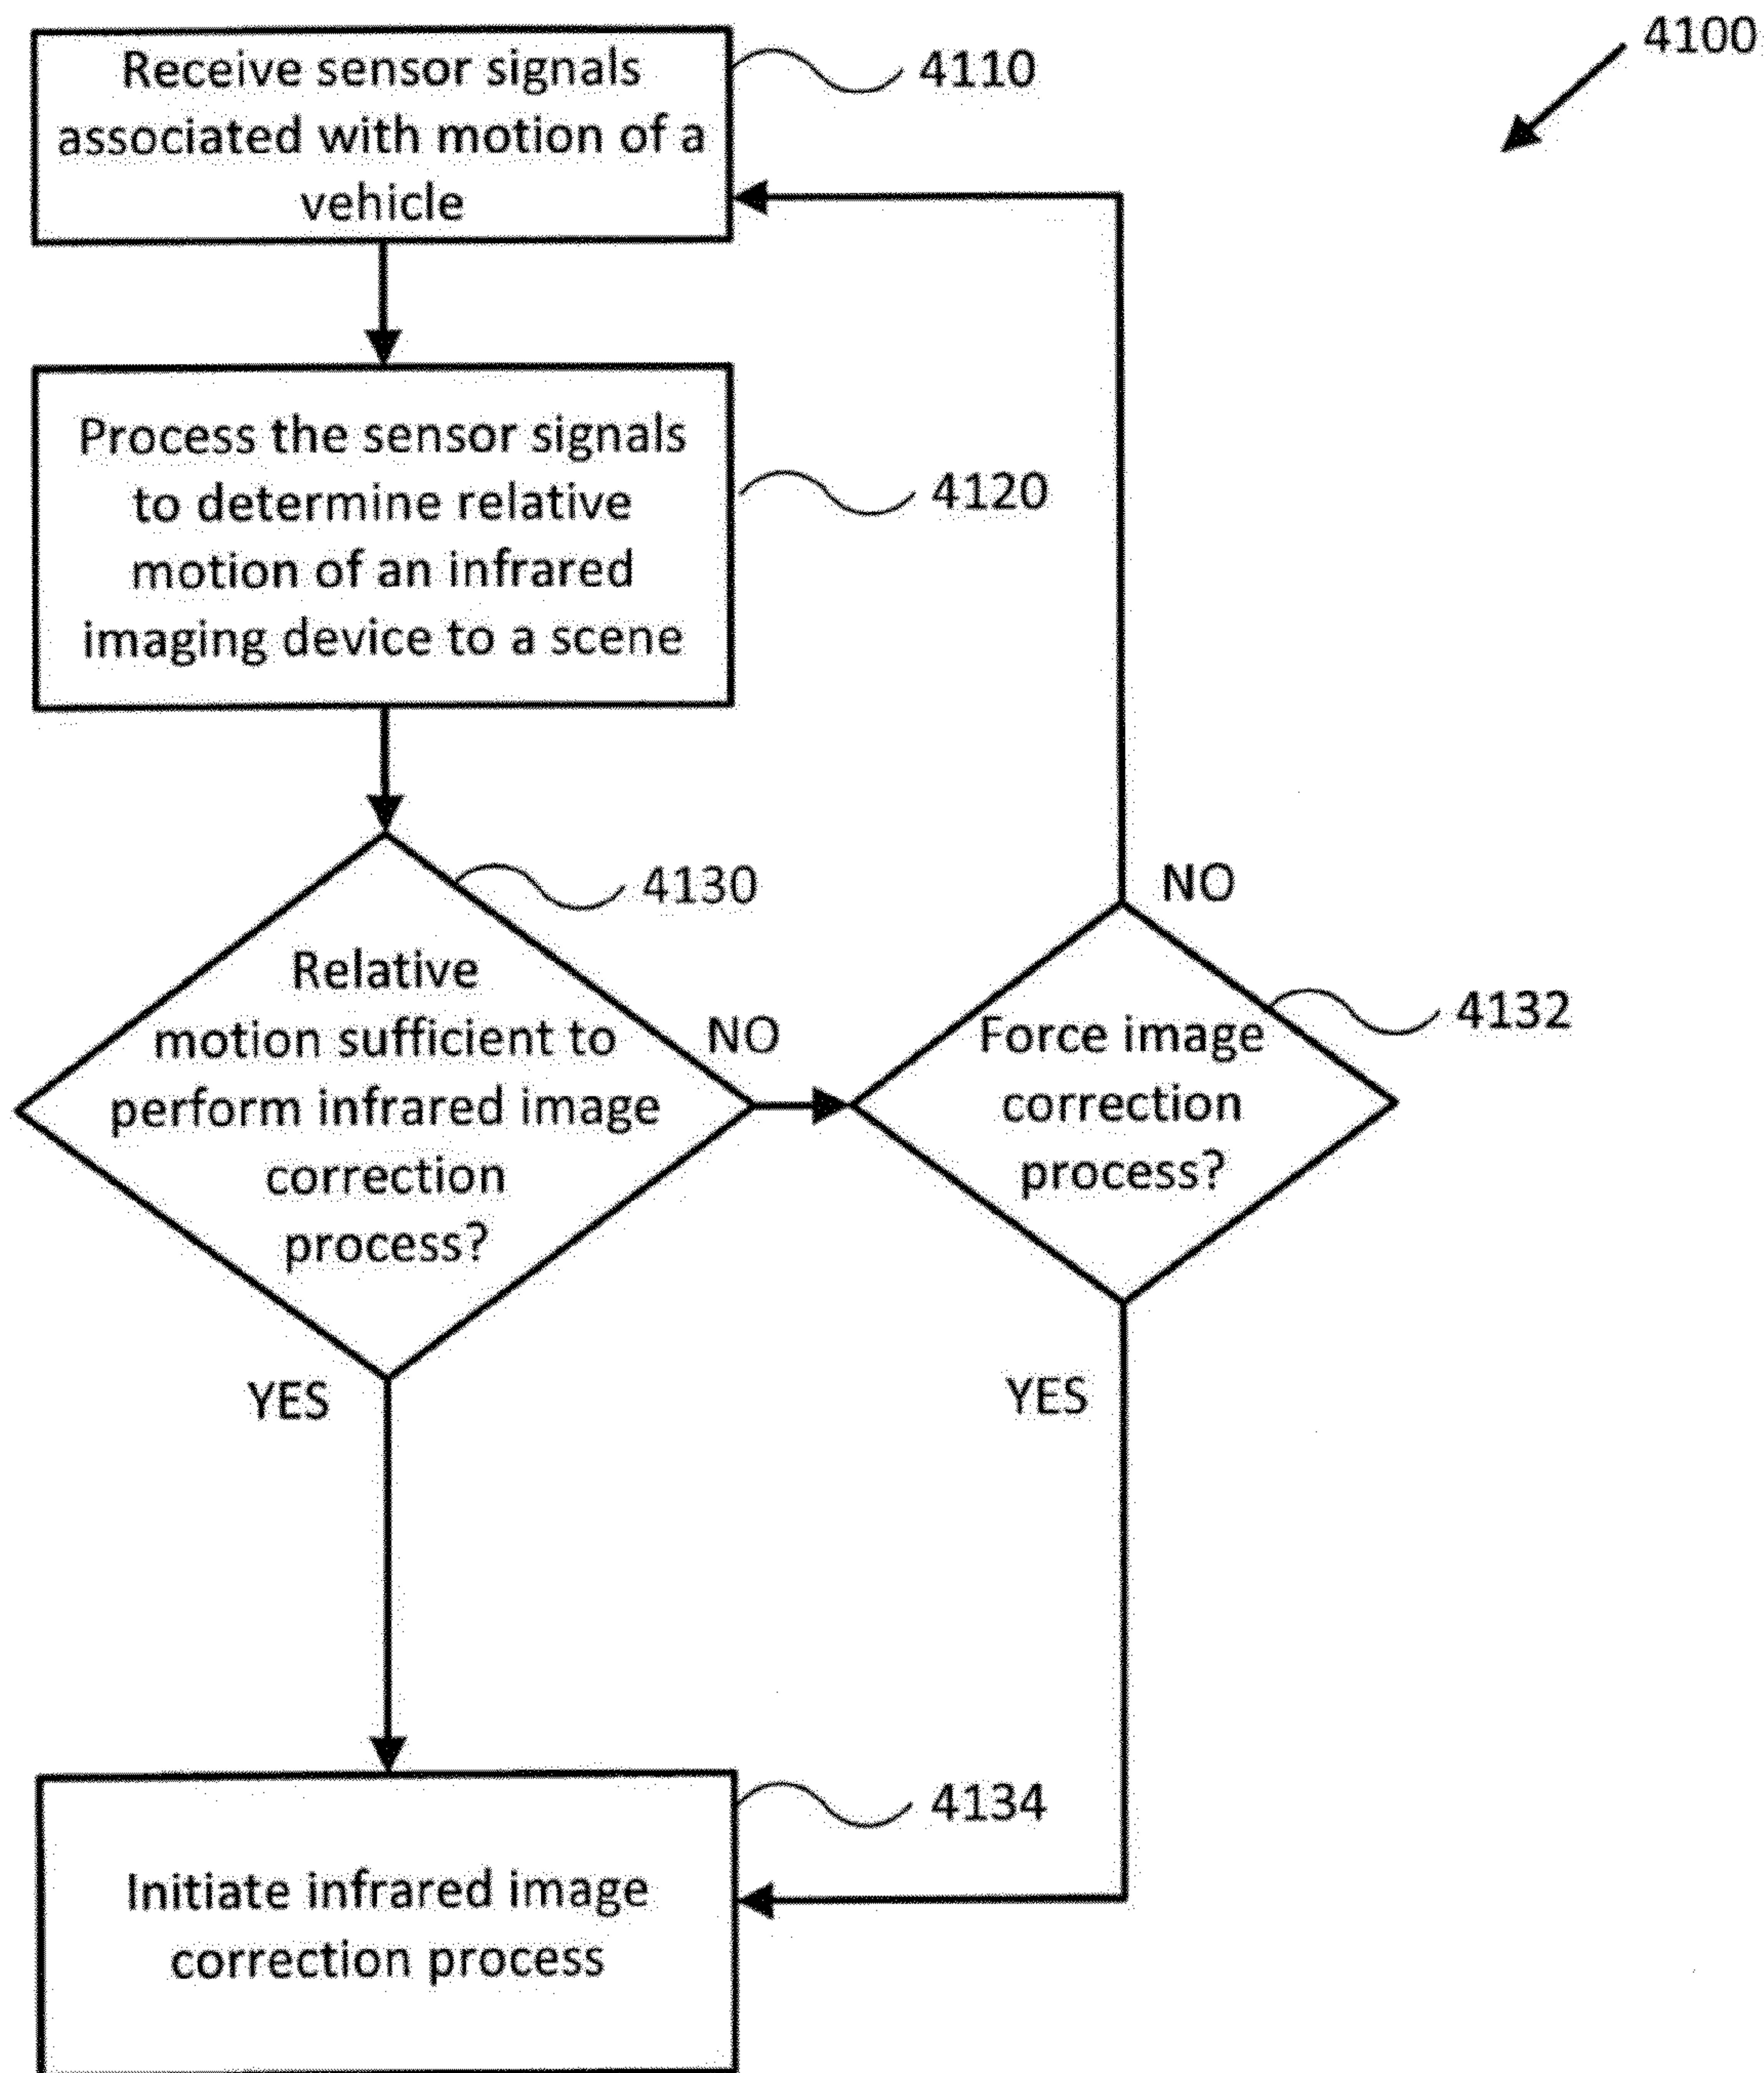 4100
Receive sensor signals
associated with motion of a
vehicle
4110
Process the sensor signals
to determine relative
motion of an infrared
imaging device to a scene
4120
4130
Relative
motion sufficient to
perform infrared image
correction
process?
NO
YES
NO
4132
Force image
correction
process?
YES
4134
Initiate infrared image
correction process